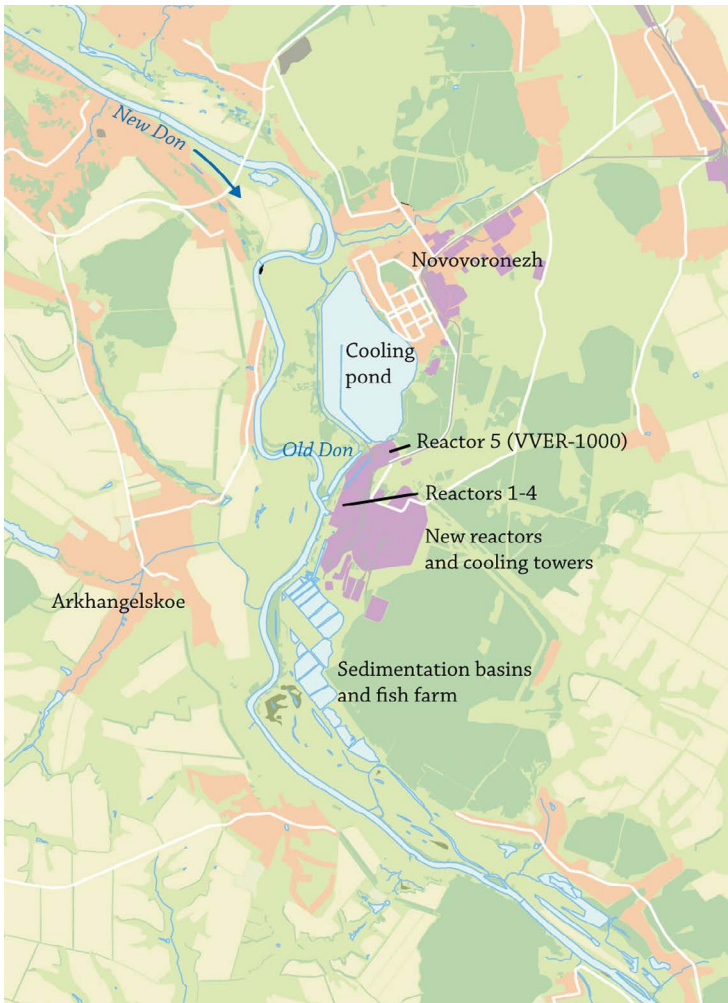 New Don
Novovoronezh
Cooling
pond
Reactor 5 (VVER-1000)
Old Don
Reactors 1-4
New reactors
and cooling towers
Arkhangelskoe
Sedimentation basins
and fish farm